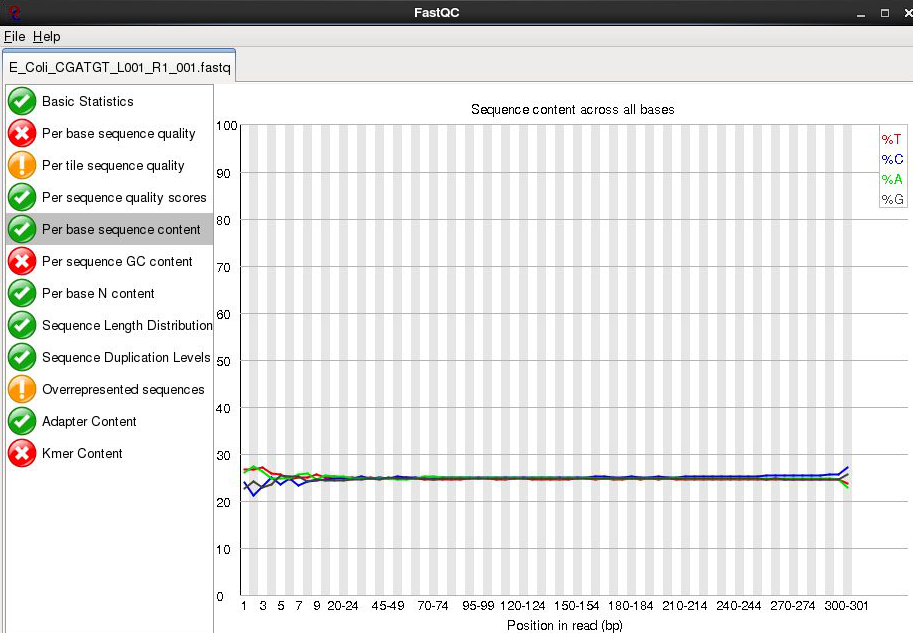 FastQC
File Help
E_Coli_CGATGT_L001_R1_001.fastq
Basic Statistics
Per base sequence quality
Per tile sequence quality
Per sequence quality scores
Per base sequence content
Per sequence GC content
Per base N content
Sequence Length Distribution
Sequence Duplication Levels
Overrepresented sequences
Adapter Content
Kmer Content
Sequence content across all bases
100
90
80
70
60
50
40
30
20
10
0
%T
%C
%A
%G
1 3 5 7 9 20-24 45-49 70-74 95-99 120-124 150-154 180-184 210-214 240-244 270-274 300-301
Position in read (bp)